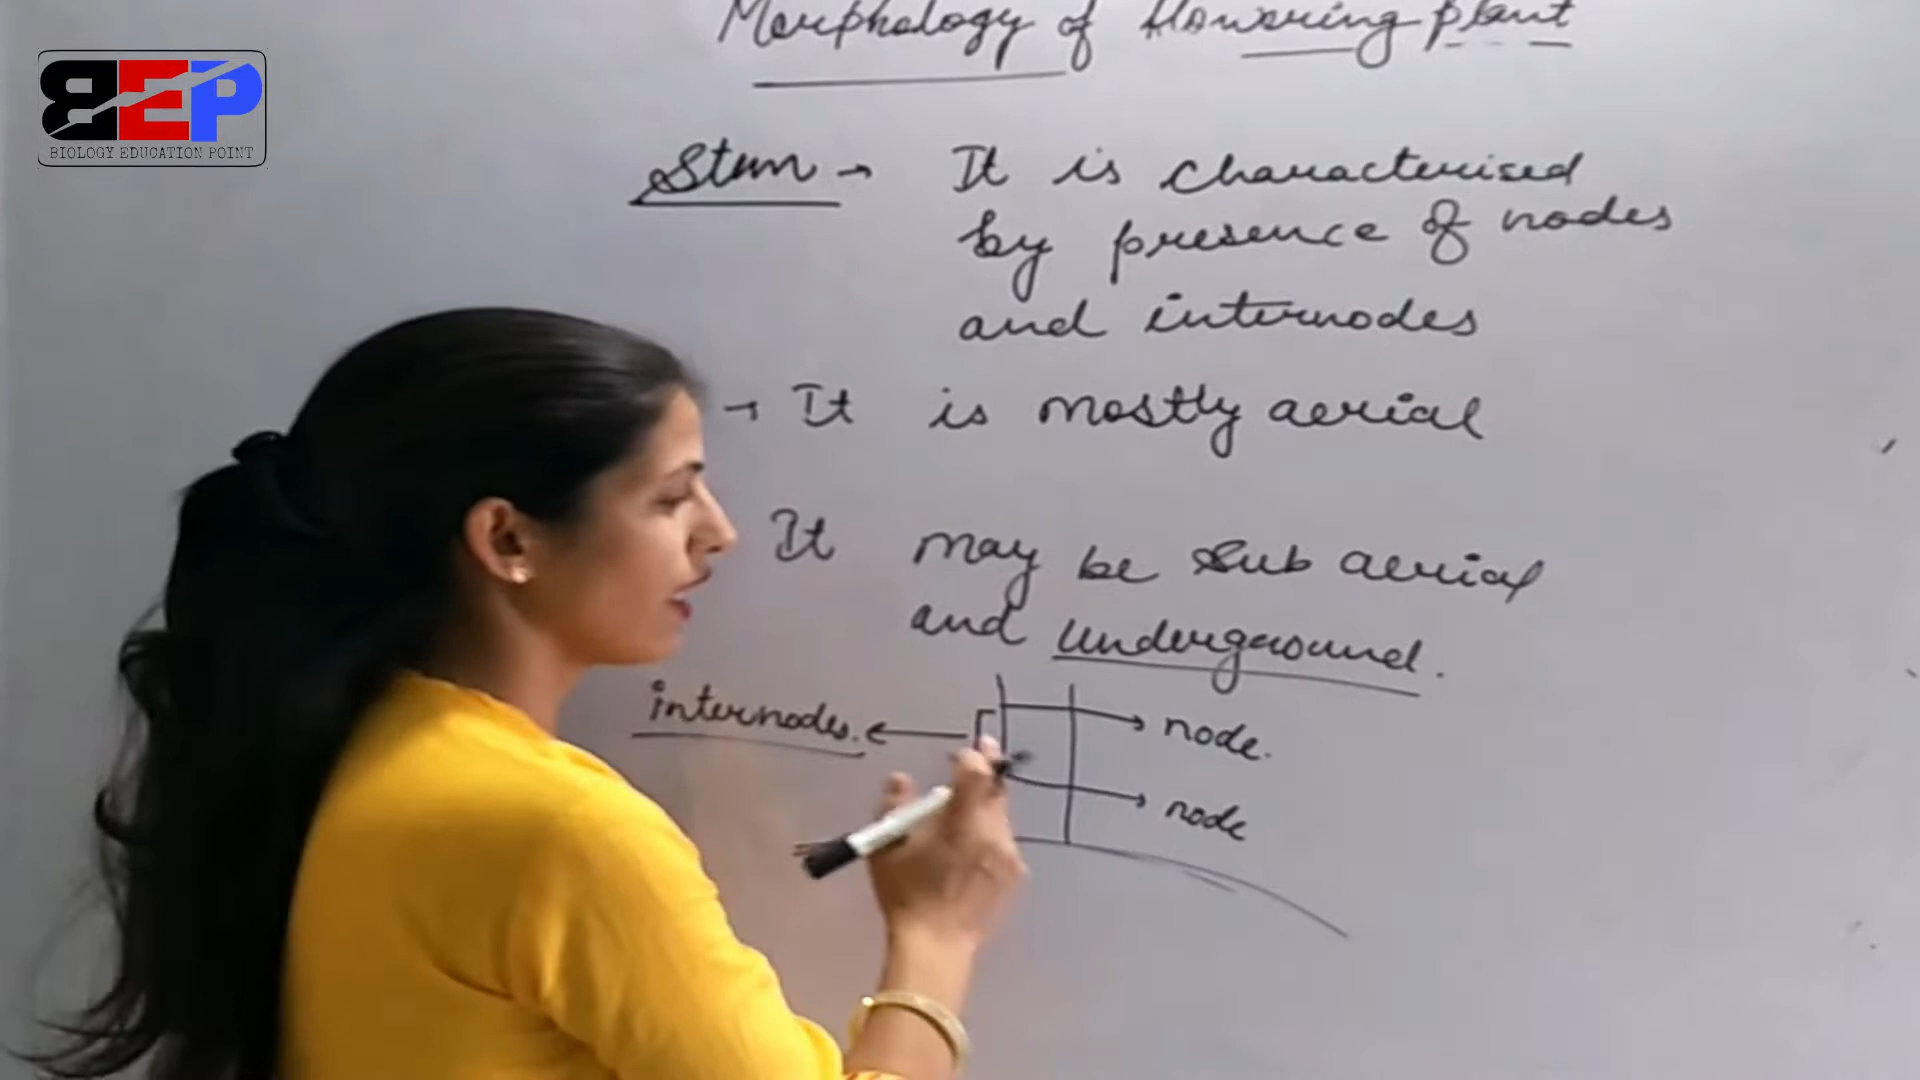 BEP
BIOLOGY EDUCATION POINT
Morphology of flowering plant
Stem → It is characterised
by presence of nodes
and internodes
→ It is mostly aerial
It may be sub aerial
and underground.
internodes.
node.
node